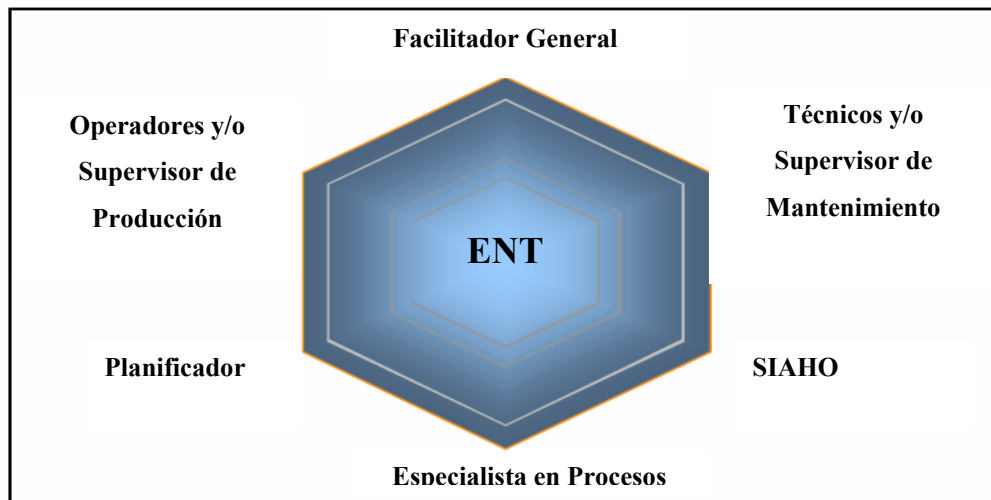 Facilitador General
Operadores y/o
Supervisor de
Producción
Técnicos y/o
Supervisor de
Mantenimiento
ENT
Planificador
SIAHO
Especialista en Procesos